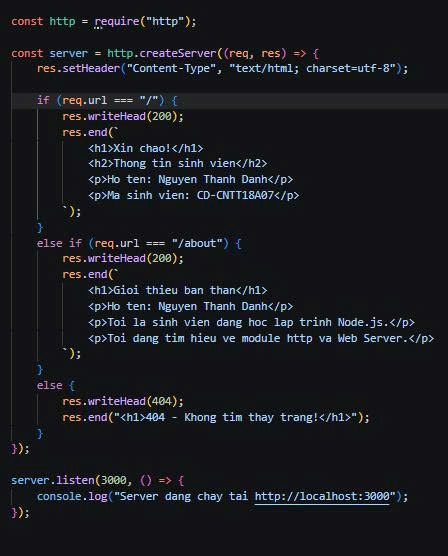 const http = require("http");

const server = http.createServer((req, res) => {
    res.setHeader("Content-Type", "text/html; charset=utf-8");

    if (req.url === "/") {
        res.writeHead(200);
        res.end(`
            <h1>Xin chao!</h1>
            <h2>Thong tin sinh vien</h2>
            <p>Ho ten: Nguyen Thanh Danh</p>
            <p>Ma sinh vien: CD-CNTT18A07</p>
        `);
    }
    else if (req.url === "/about") {
        res.writeHead(200);
        res.end(`
            <h1>Gioi thieu ban than</h1>
            <p>Ho ten: Nguyen Thanh Danh</p>
            <p>Toi la sinh vien dang hoc lap trinh Node.js.</p>
            <p>Toi dang tim hieu ve module http va Web Server.</p>
        `);
    }
    else {
        res.writeHead(404);
        res.end("<h1>404 - Khong tim thay trang!</h1>");
    }
});

server.listen(3000, () => {
    console.log("Server dang chay tai http://localhost:3000");
});